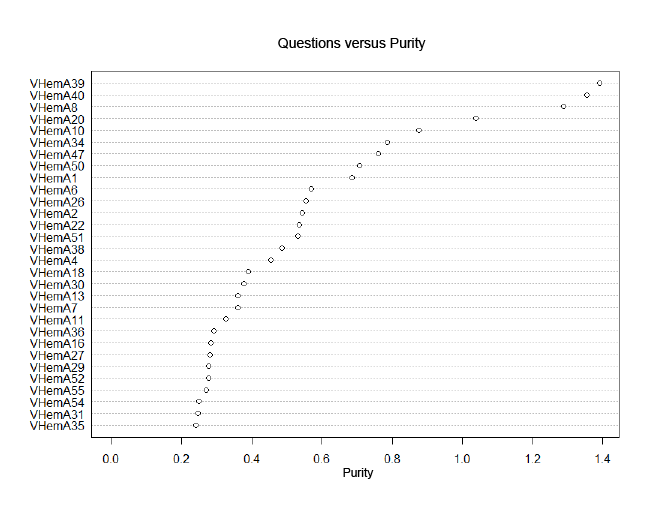 Questions versus Purity
VHemA39
VHemA40
VHemA8
VHemA20
VHemA10
VHemA34
VHemA47
VHemA50
VHemA1
VHemA6
VHemA26
VHemA2
VHemA22
VHemA51
VHemA38
VHemA4
VHemA18
VHemA30
VHemA13
VHemA7
VHemA11
VHemA36
VHemA16
VHemA27
VHemA29
VHemA52
VHemA55
VHemA54
VHemA31
VHemA35
0.0 0.2 0.4 0.6 0.8 1.0 1.2 1.4
Purity